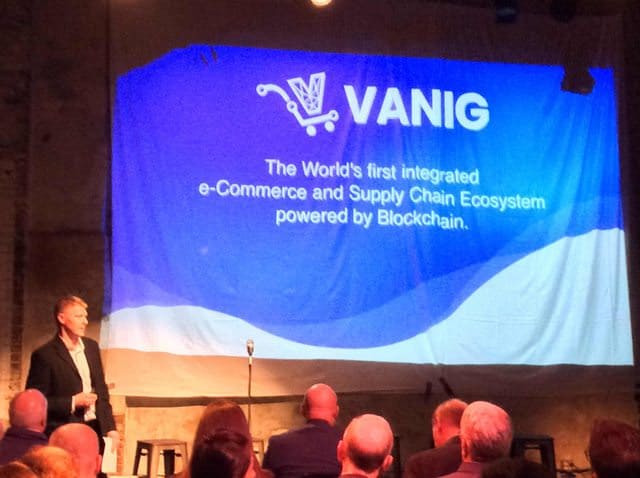 VANIG
The World's first integrated
e-Commerce and Supply Chain Ecosystem
powered by Blockchain.